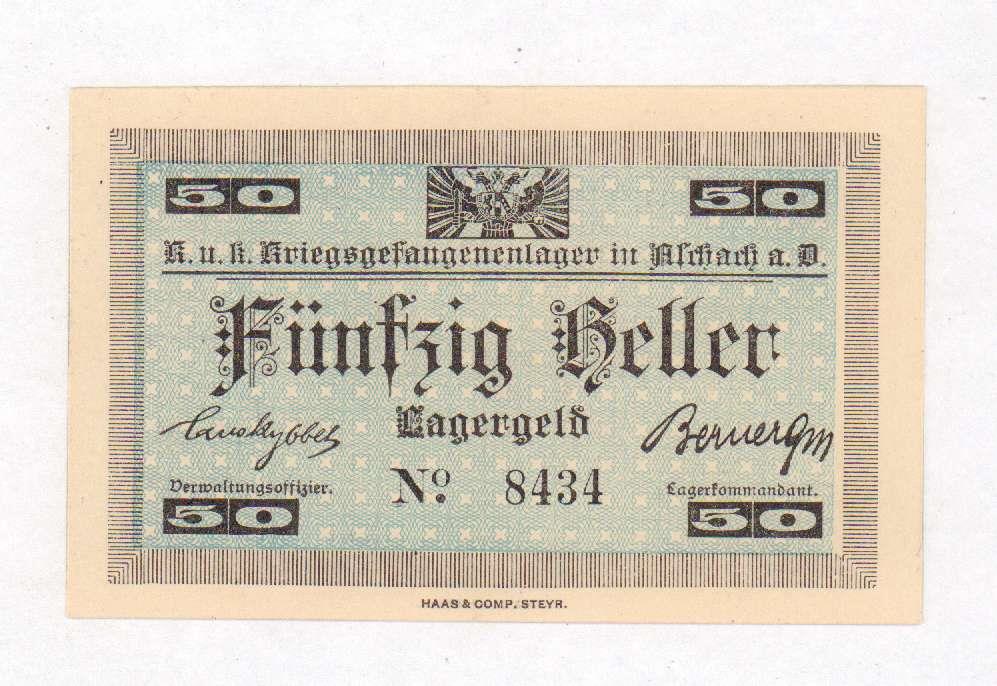 50 50
K. u. k. Kriegsgefangenenlager in Aschach a. D.
Fünfzig Heller
Lagergeld
Verwaltungsoffizier. No. 8434 Lagerkommandant.
50 50
HAAS & COMP. STEYR.